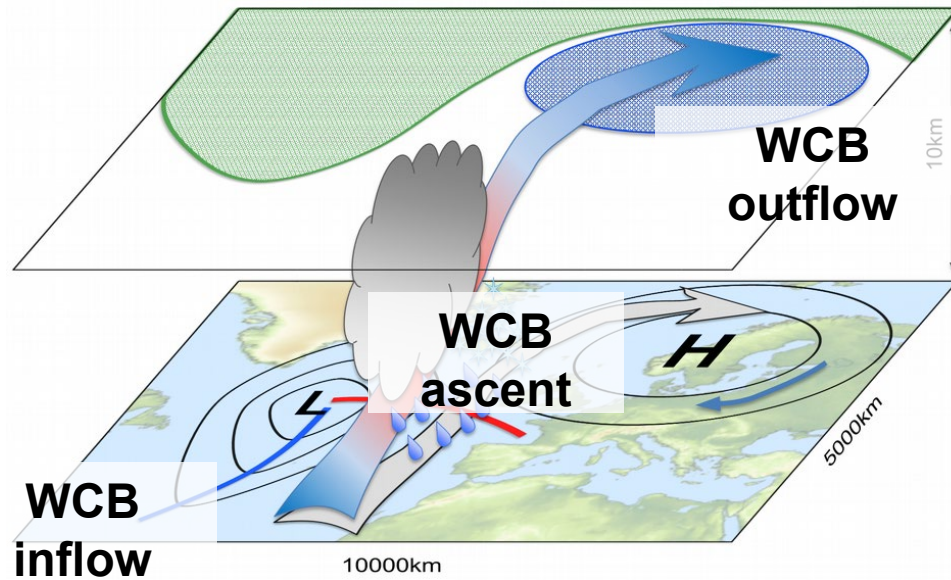 WCB
outflow
10km
WCB
ascent
H
L
5000km
WCB
inflow
10000km